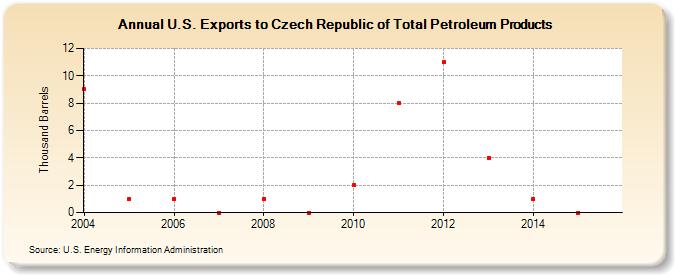 Annual U.S. Exports to Czech Republic of Total Petroleum Products
Thousand Barrels
12
10
8
6
4
2
0
2004 2006 2008 2010 2012 2014
Source: U.S. Energy Information Administration